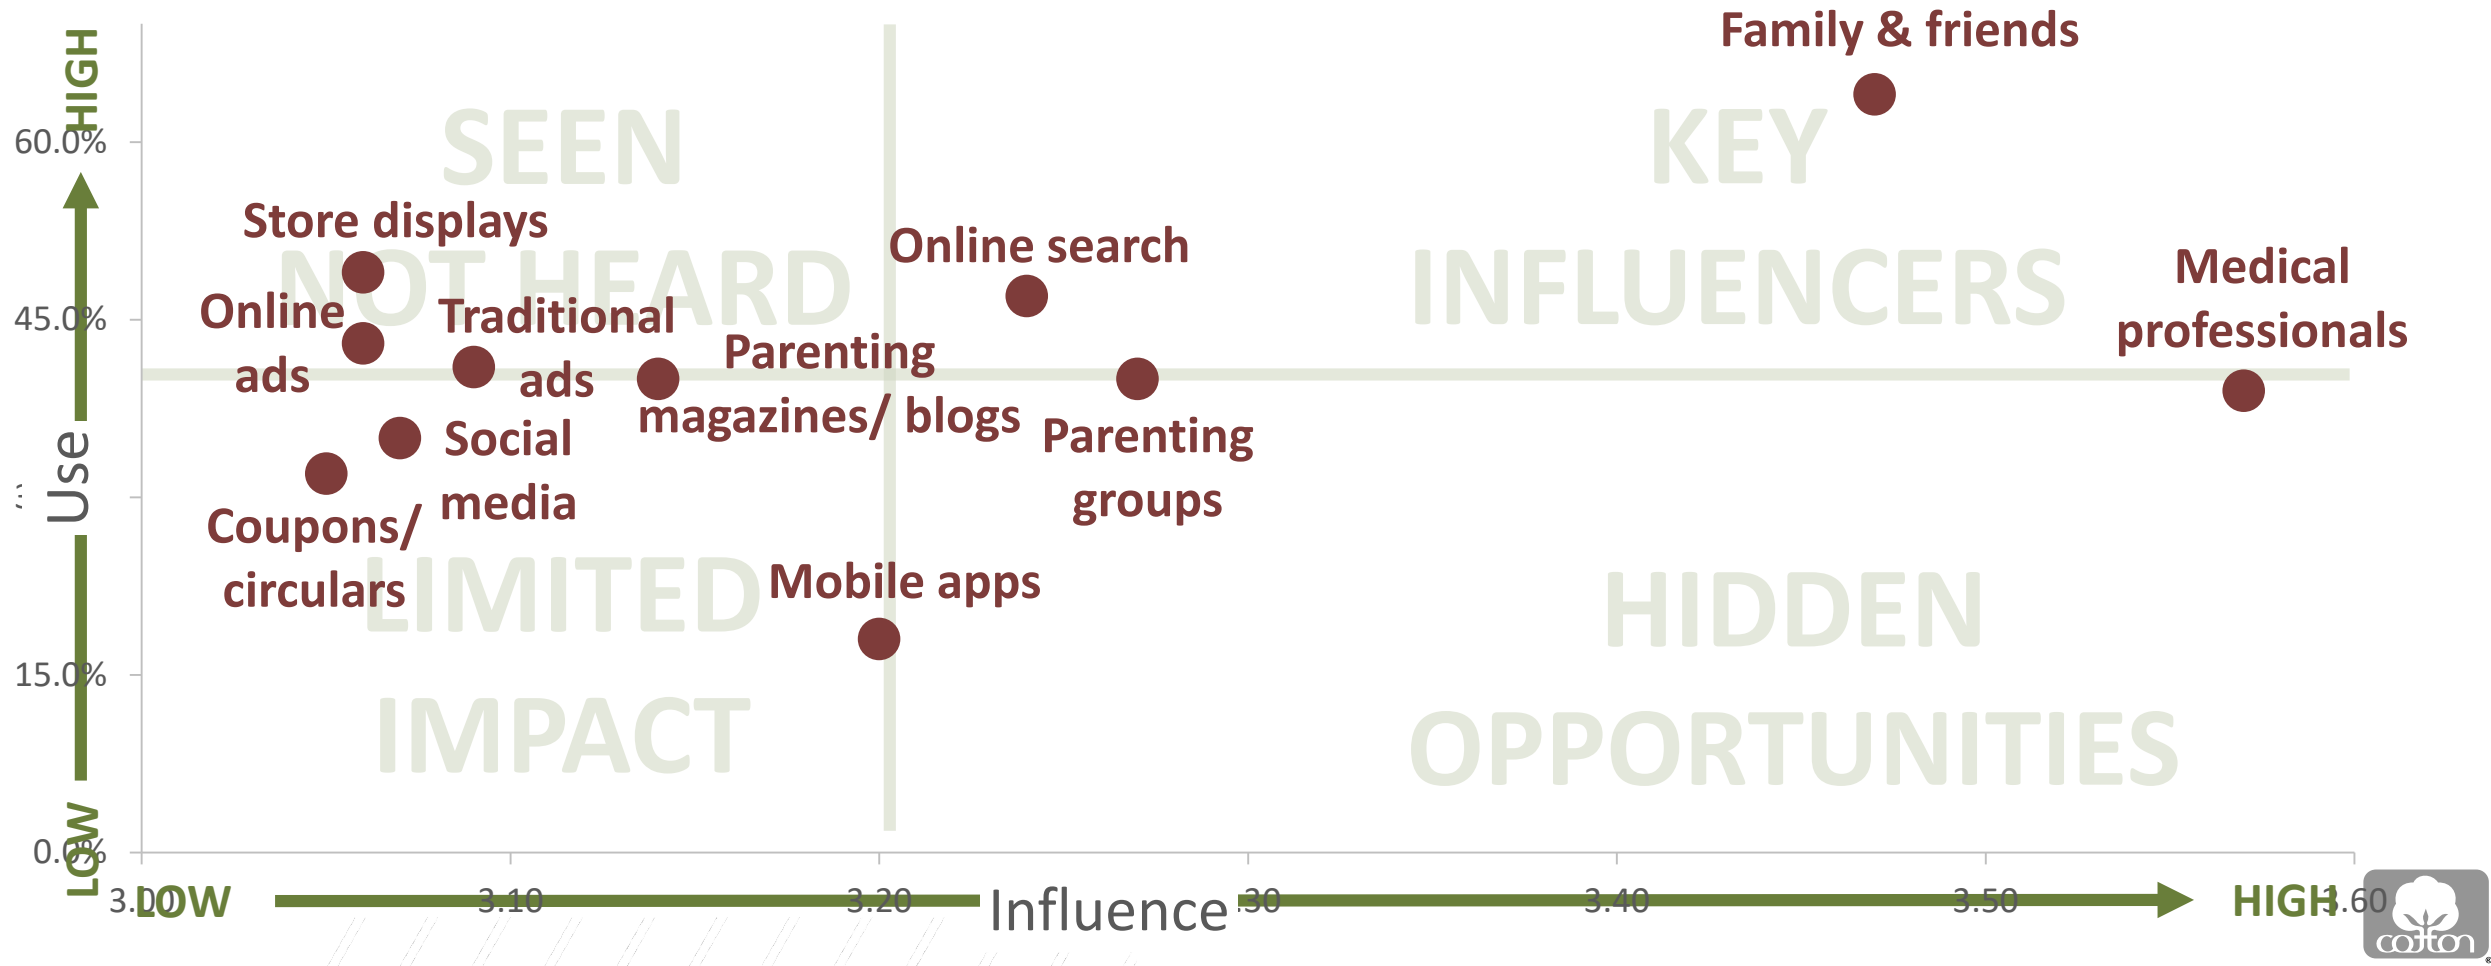 HIGH
Family & friends
SEEN
KEY
60.0%
Store displays
NOT HEARD
Online search
INFLUENCERS
Medical
professionals
45.0%
Online
ads
Traditional
ads
Parenting
magazines/ blogs
Parenting
groups
Use
Social
media
Coupons/
circulars
LIMITED
Mobile apps
HIDDEN
15.0%
IMPACT
OPPORTUNITIES
0.0%
LOW
3.00
LOW
3.10
3.20
Influence
.30
3.40
3.50
HIGH
3.60
cotton
®